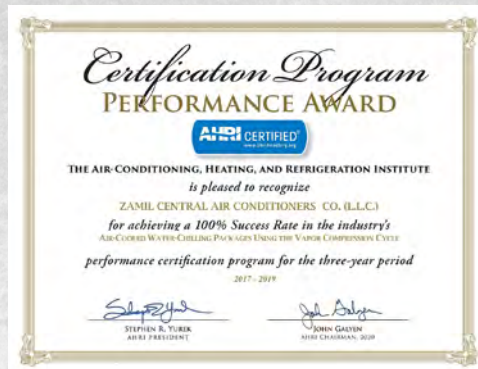 Certification Program
PERFORMANCE AWARD
AHRI CERTIFIED®
www.ahridirectory.org
THE AIR-CONDITIONING, HEATING, AND REFRIGERATION INSTITUTE
is pleased to recognize
ZAMIL CENTRAL AIR CONDITIONERS CO. (L.L.C.)
for achieving a 100% Success Rate in the industry's
AIR-COOLED WATER-CHILLING PACKAGES USING THE VAPOR COMPRESSION CYCLE
performance certification program for the three-year period
2017 - 2019
STEPHEN R. YUREK
JOHN GALYEN
AHRI PRESIDENT
AHRI CHAIRMAN, 2020